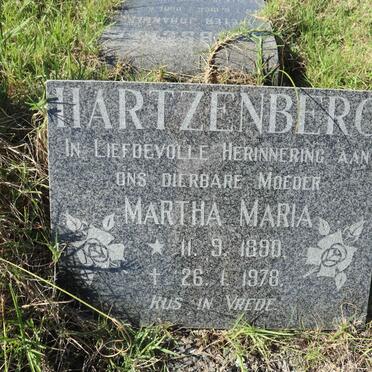 HARTZENBERG
IN LIEFDEVOLLE HERINNERING AAN
ONS DIERBARE MOEDER
MARTHA MARIA
★ 11. 9. 1890.
† 26. 1. 1978.
RUS IN VREDE